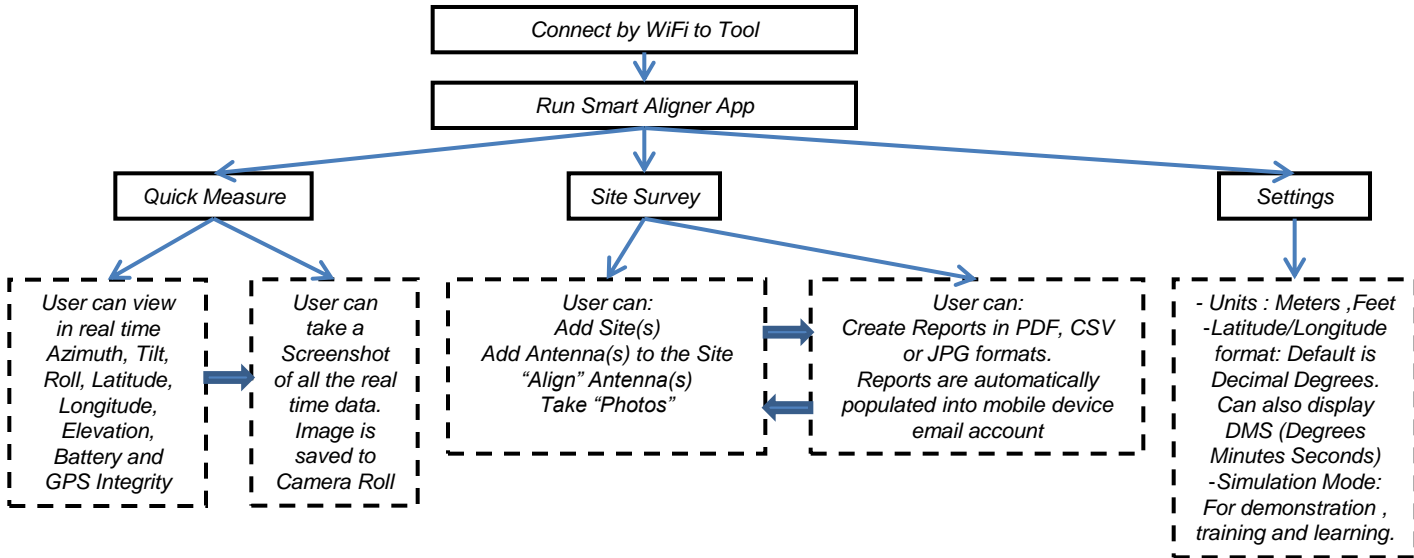 Connect by WiFi to Tool
Run Smart Aligner App
Quick Measure
Site Survey
Settings
User can view
in real time
Azimuth, Tilt,
Roll, Latitude,
Longitude,
Elevation,
Battery and
GPS Integrity
User can
take a
Screenshot
of all the real
time data.
Image is
saved to
Camera Roll
User can:
Add Site(s)
Add Antenna(s) to the Site
“Align” Antenna(s)
Take “Photos”
User can:
Create Reports in PDF, CSV
or JPG formats.
Reports are automatically
populated into mobile device
email account
- Units : Meters ,Feet
-Latitude/Longitude
format: Default is
Decimal Degrees.
Can also display
DMS (Degrees
Minutes Seconds)
-Simulation Mode:
For demonstration ,
training and learning.